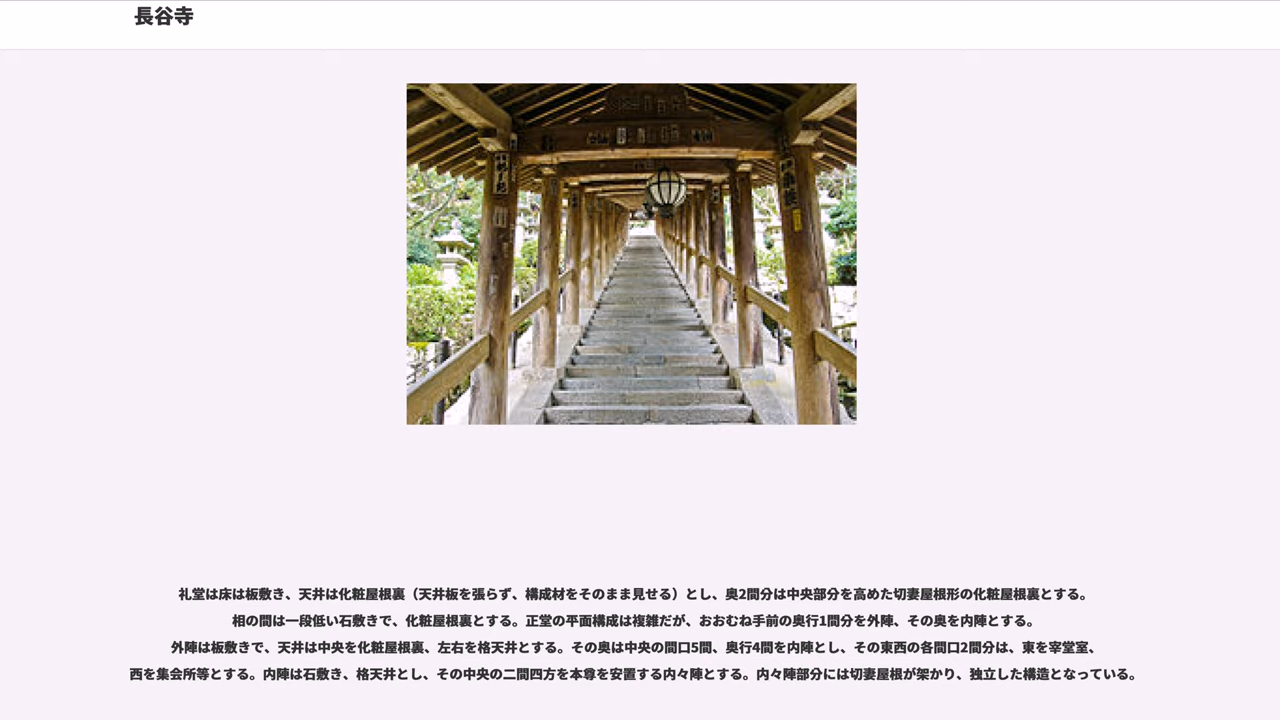 長谷寺
礼堂は床は板敷き、天井は化粧屋根裏（天井板を張らず、構成材をそのまま見せる）とし、奥2間分は中央部分を高めた切妻屋根形の化粧屋根裏とする。
相の間は一段低い石敷きで、化粧屋根裏とする。正堂の平面構成は複雑だが、おおむね手前の奥行1間分を外陣、その奥を内陣とする。
外陣は板敷きで、天井は中央を化粧屋根裏、左右を格天井とする。その奥は中央の間口5間、奥行4間を内陣とし、その東西の各間口2間分は、東を宰堂室、
西を集会所等とする。内陣は石敷き、格天井とし、その中央の二間四方を本尊を安置する内々陣とする。内々陣部分には切妻屋根が架かり、独立した構造となっている。